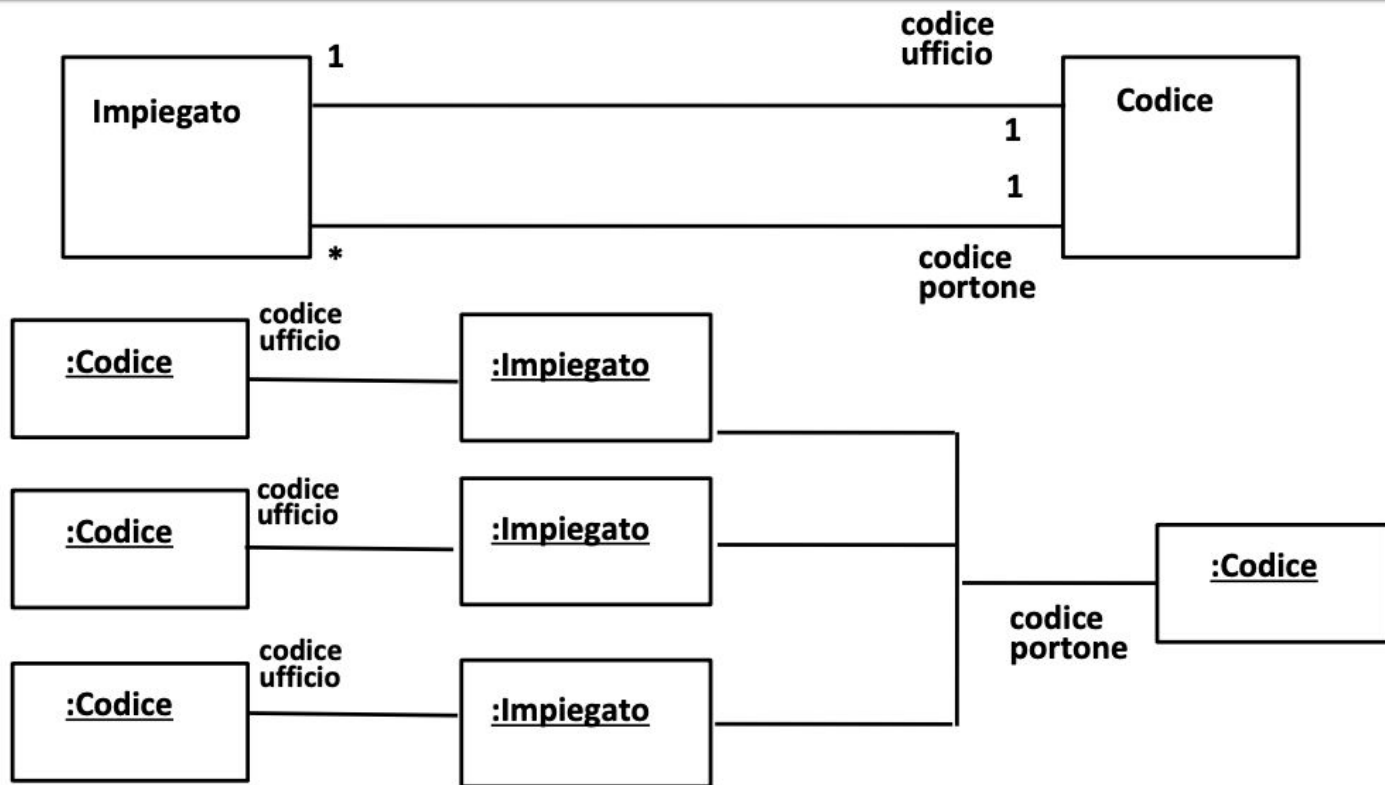 1
codice
ufficio
Impiegato
Codice
1
1
*
codice
portone
codice
ufficio
:Codice
:Impiegato
codice
ufficio
:Codice
:Impiegato
:Codice
codice
portone
codice
ufficio
:Codice
:Impiegato